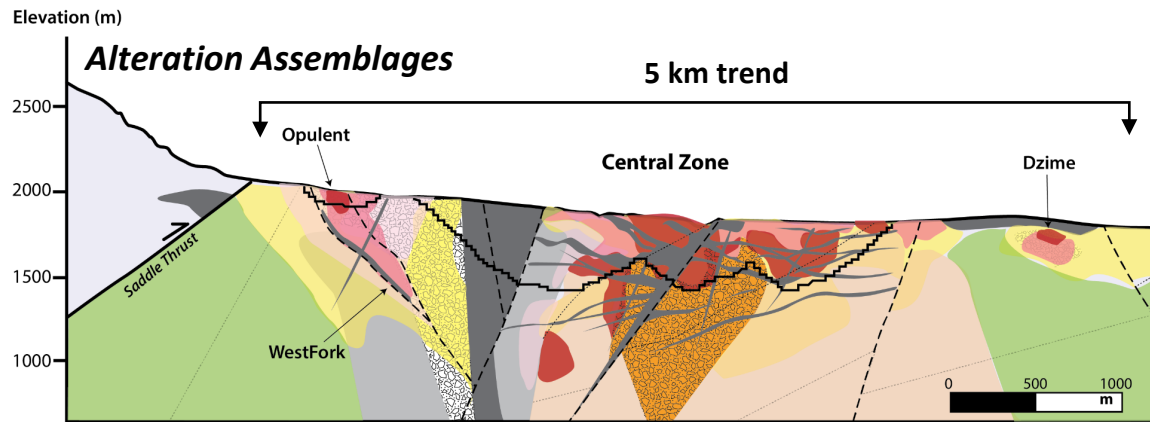 Elevation (m)
Alteration Assemblages
5 km trend
2500
Opulent
Central Zone
Dzime
2000
Saddle Thrust
1500
WestFork
1000
0 500 1000
m